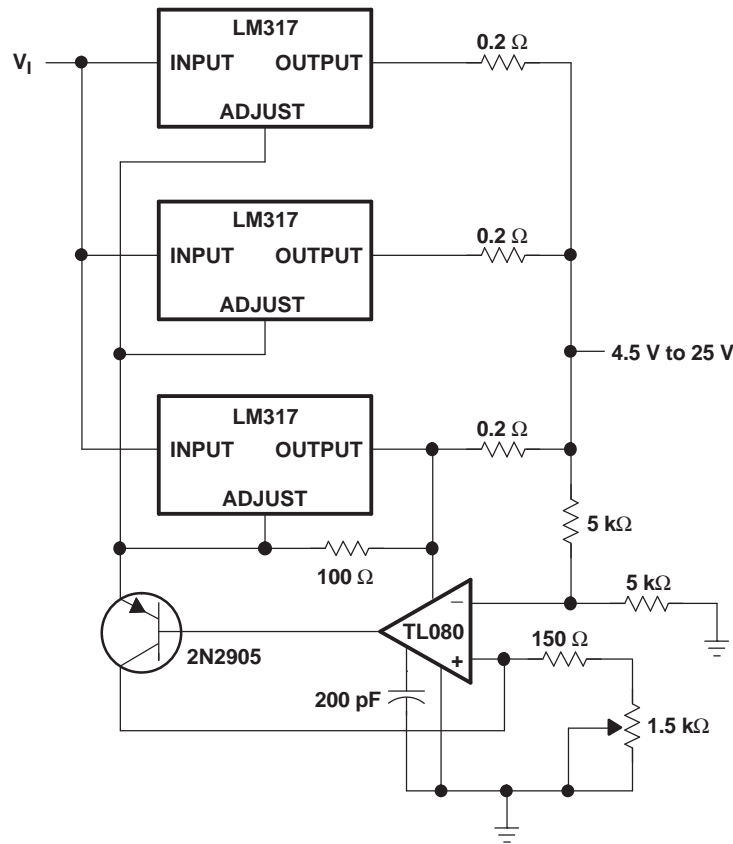 LM317
V_I
INPUT OUTPUT
0.2 Ω
ADJUST
LM317
INPUT OUTPUT
0.2 Ω
ADJUST
4.5 V to 25 V
LM317
INPUT OUTPUT
0.2 Ω
ADJUST
5 kΩ
100 Ω
5 kΩ
−
TL080
+
150 Ω
2N2905
200 pF
1.5 kΩ